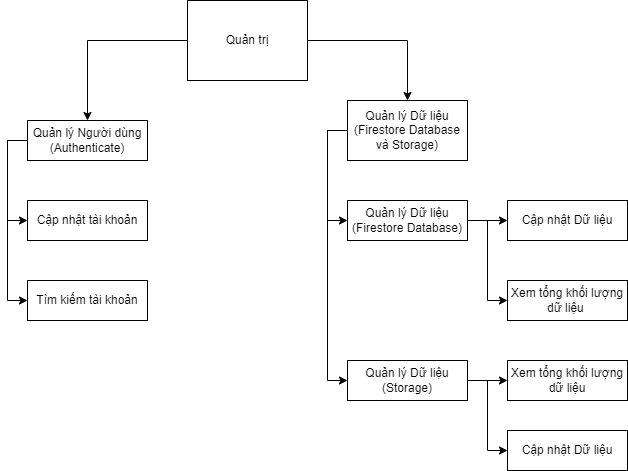 Quản trị
Quản lý Người dùng
(Authenticate)
Cập nhật tài khoản
Tìm kiếm tài khoản
Quản lý Dữ liệu
(Firestore Database
và Storage)
Quản lý Dữ liệu
(Firestore Database)
Cập nhật Dữ liệu
Xem tổng khối lượng
dữ liệu
Quản lý Dữ liệu
(Storage)
Xem tổng khối lượng
dữ liệu
Cập nhật Dữ liệu